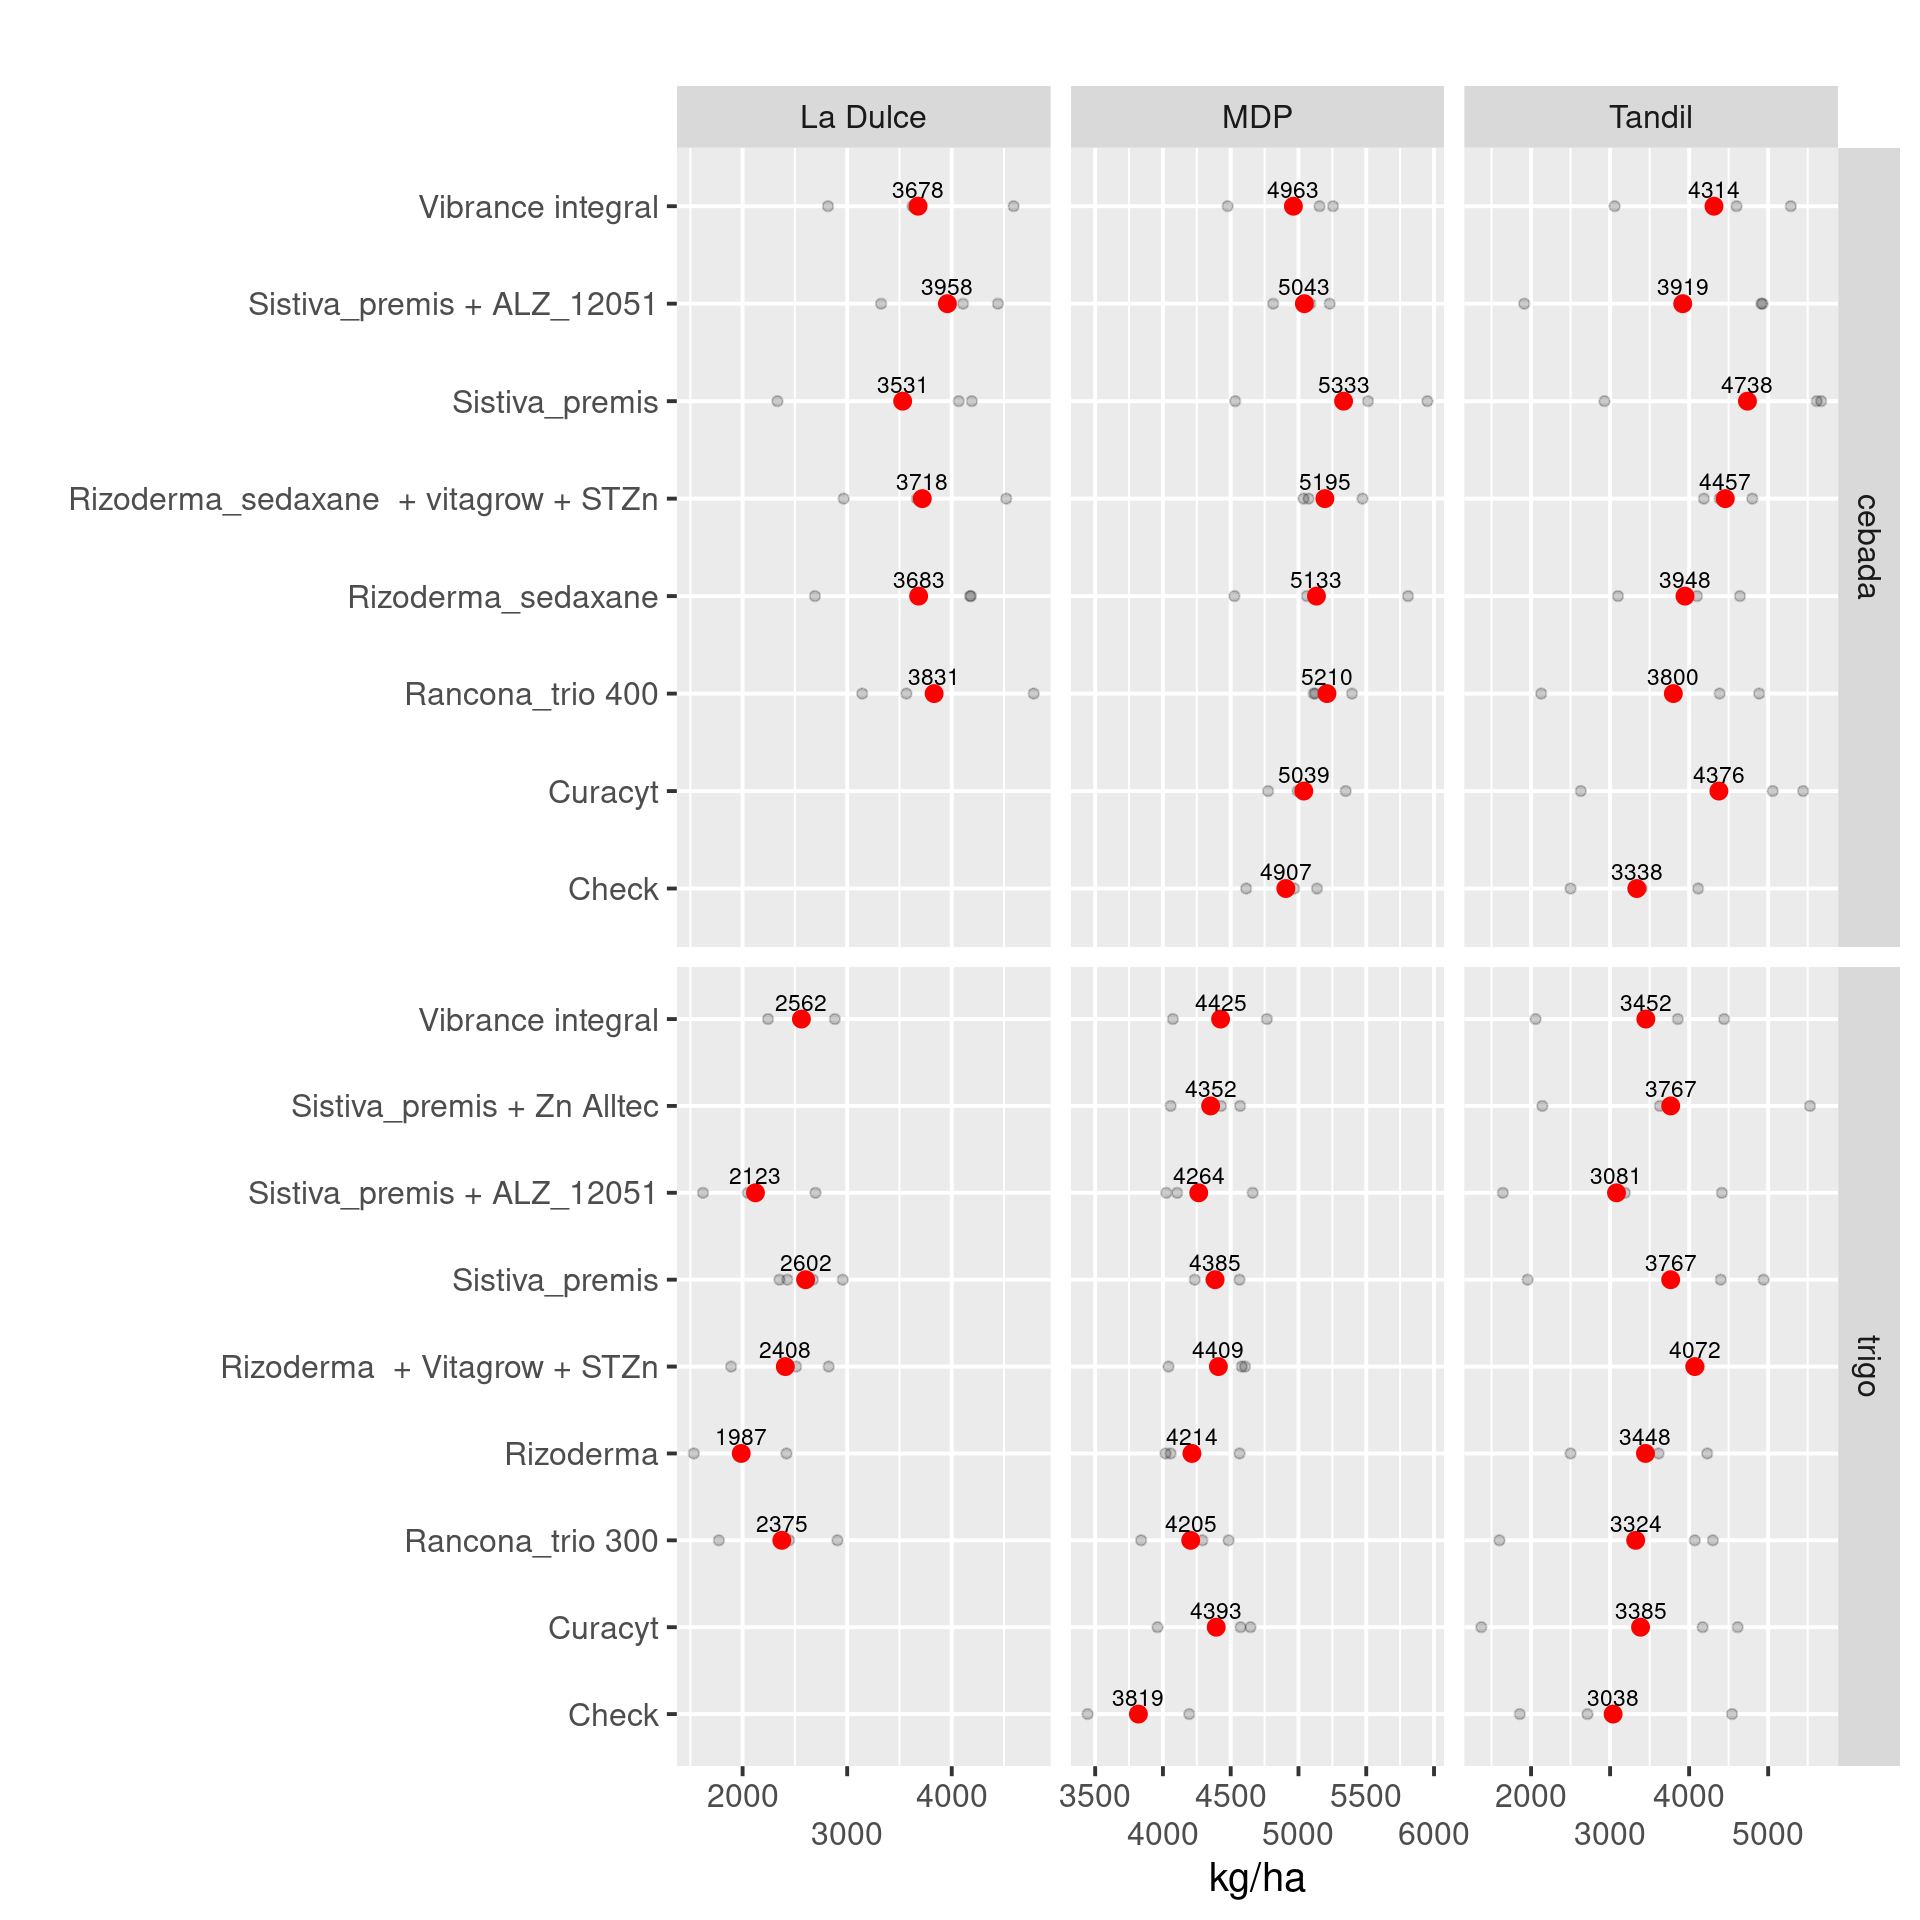 La Dulce MDP Tandil
Vibrance integral 3678 4963 4314
Sistiva_premis + ALZ_12051 3958 5043 3919
Sistiva_premis 3531 5333 4738
Rizoderma_sedaxane  + vitagrow + STZn 3718 5195 4457
Rizoderma_sedaxane 3683 5133 3948
Rancona_trio 400 3831 5210 3800
Curacyt 5039 4376
Check 4907 3338
cebada
Vibrance integral 2562 4425 3452
Sistiva_premis + Zn Alltec 4352 3767
Sistiva_premis + ALZ_12051 2123 4264 3081
Sistiva_premis 2602 4385 3767
Rizoderma  + Vitagrow + STZn 2408 4409 4072
Rizoderma 1987 4214 3448
Rancona_trio 300 2375 4205 3324
Curacyt 4393 3385
Check 3819 3038
trigo
2000 4000 3500 4500 5500 2000 4000
3000 4000 5000 6000 3000 5000
kg/ha